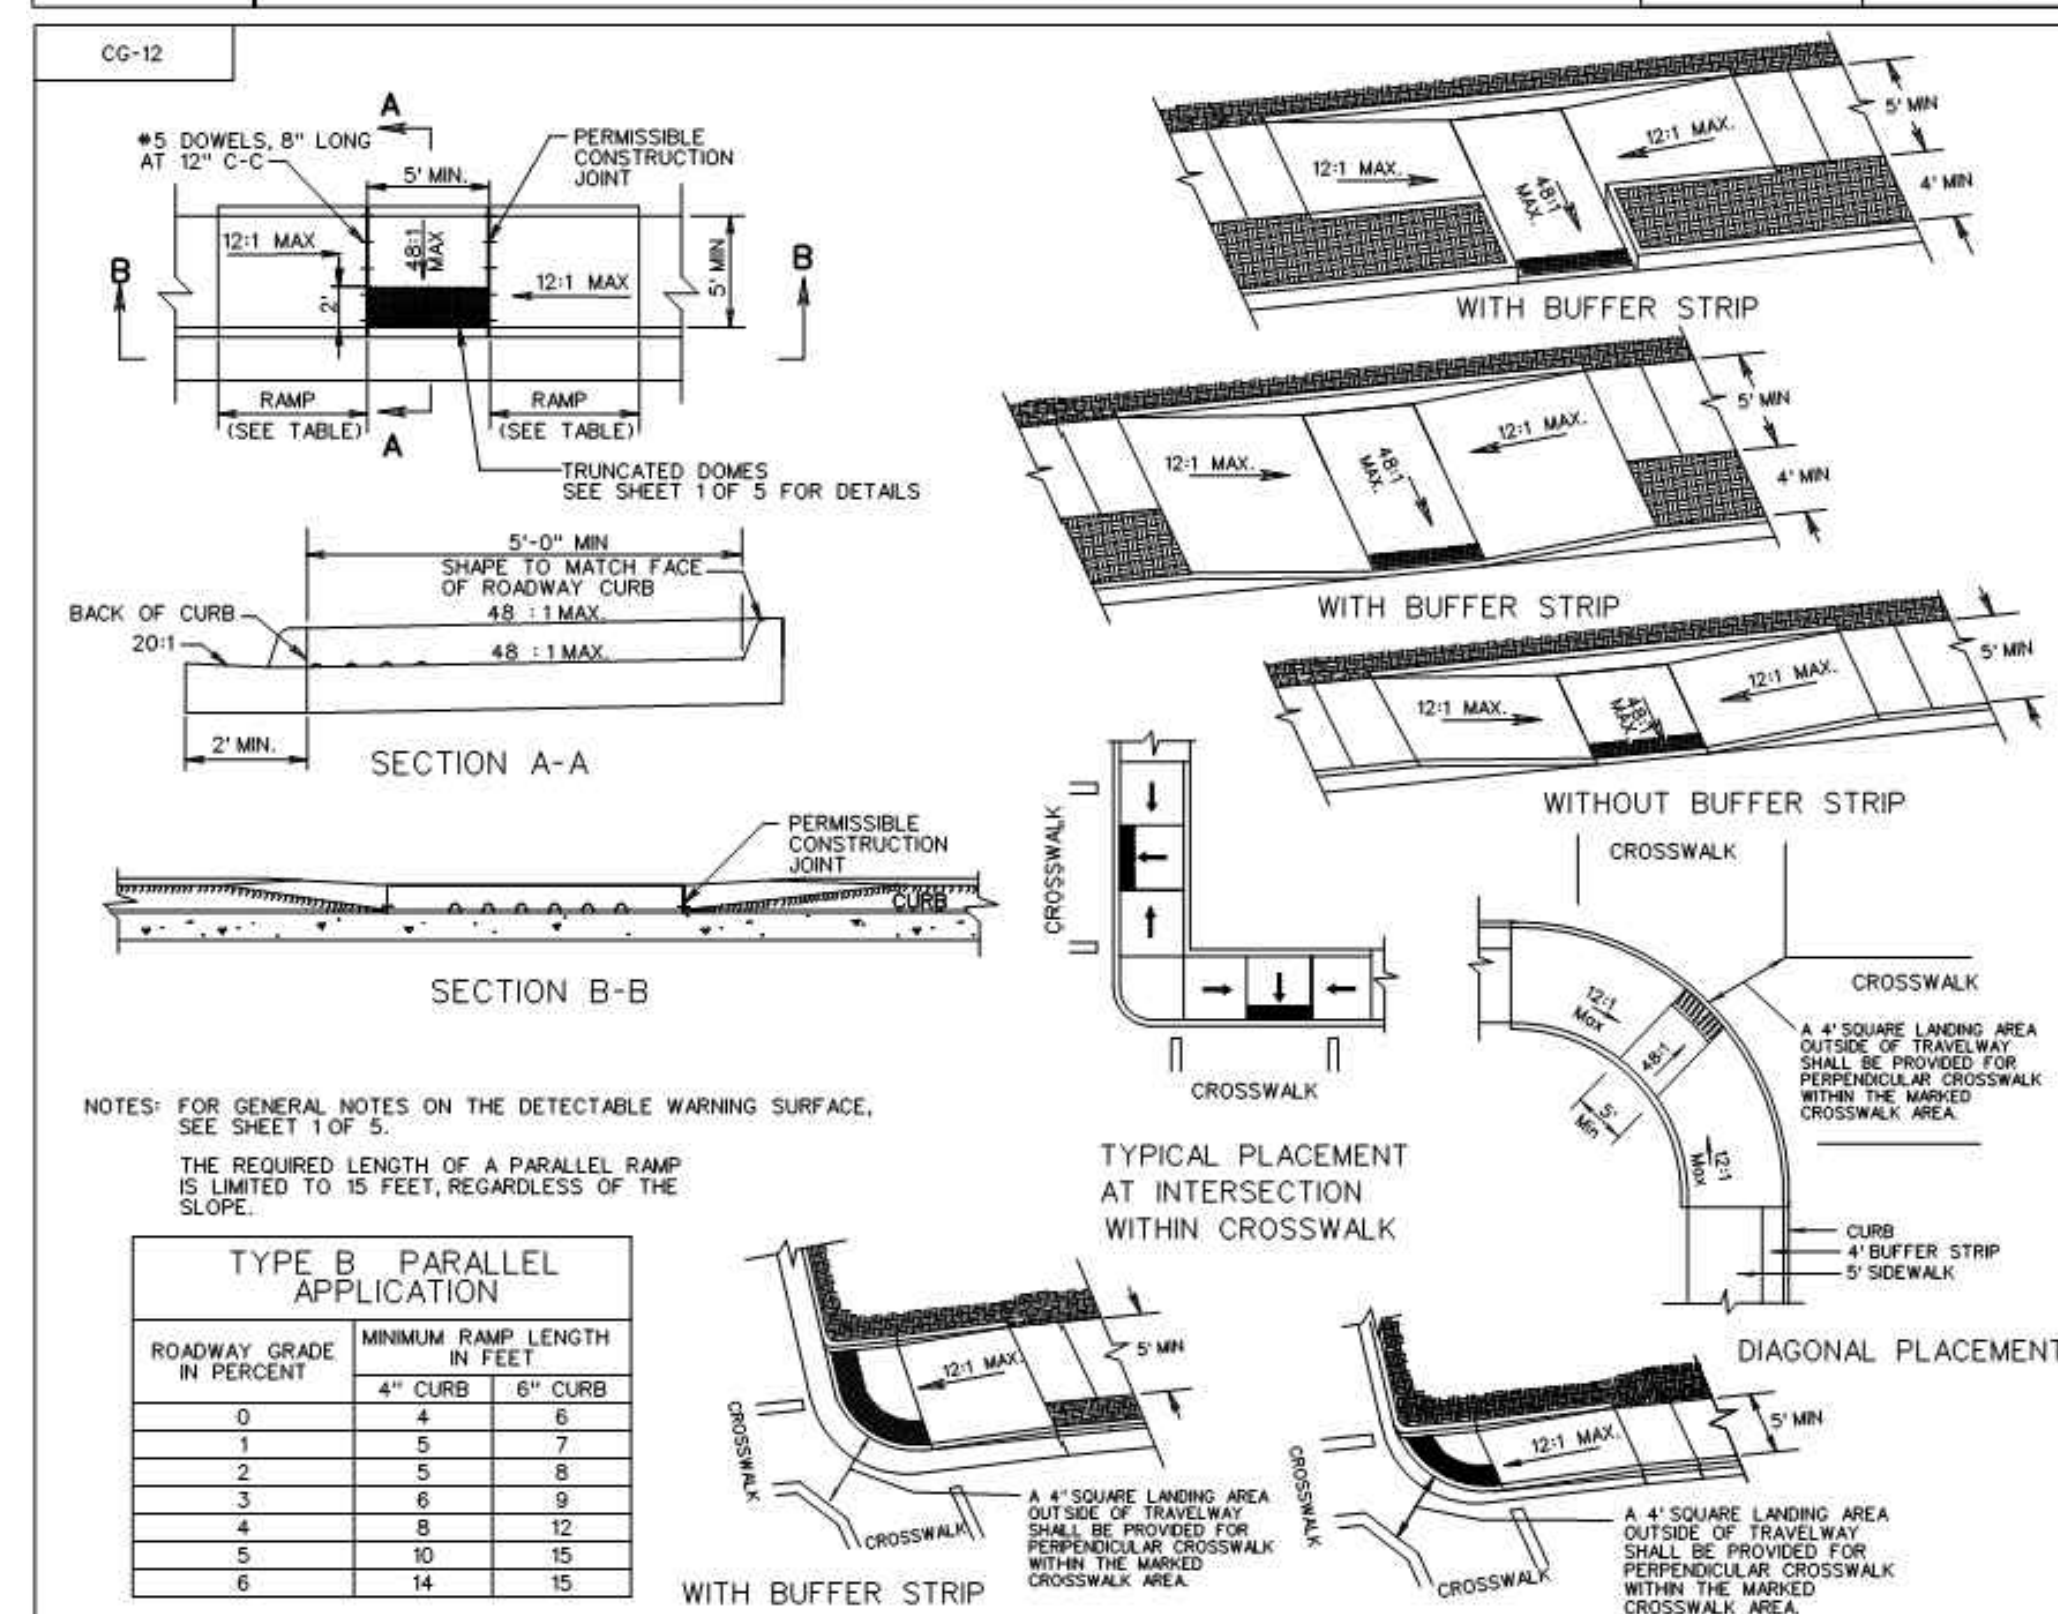 CG-12
A
#5 DOWELS, 8" LONG
AT 12" C-C
PERMISSIBLE
CONSTRUCTION
JOINT
5' MIN.
12:1 MAX
48:1
MAX
2'
12:1 MAX
5' MIN
B
B
RAMP
(SEE TABLE)
RAMP
(SEE TABLE)
A
TRUNCATED DOMES
SEE SHEET 1 OF 5 FOR DETAILS
5'-0" MIN
SHAPE TO MATCH FACE
OF ROADWAY CURB
48 : 1 MAX.
BACK OF CURB
20:1
48 : 1 MAX.
2' MIN.
SECTION A-A
PERMISSIBLE
CONSTRUCTION
JOINT
CURB
SECTION B-B
12:1 MAX.
48:1
MAX.
12:1 MAX.
5' MIN
4' MIN
WITH BUFFER STRIP
12:1 MAX.
48:1
MAX.
12:1 MAX.
5' MIN
4' MIN
WITH BUFFER STRIP
12:1 MAX.
48:1
MAX.
12:1 MAX.
5' MIN
WITHOUT BUFFER STRIP
CROSSWALK
CROSSWALK
TYPICAL PLACEMENT
AT INTERSECTION
WITHIN CROSSWALK
CROSSWALK
CROSSWALK
12:1
Max
48:1
5'
Min
12:1
Max
A 4' SQUARE LANDING AREA
OUTSIDE OF TRAVELWAY
SHALL BE PROVIDED FOR
PERPENDICULAR CROSSWALK
WITHIN THE MARKED
CROSSWALK AREA.
CURB
4' BUFFER STRIP
5' SIDEWALK
DIAGONAL PLACEMENT
NOTES: FOR GENERAL NOTES ON THE DETECTABLE WARNING SURFACE,
SEE SHEET 1 OF 5.
THE REQUIRED LENGTH OF A PARALLEL RAMP
IS LIMITED TO 15 FEET, REGARDLESS OF THE
SLOPE.
TYPE B PARALLEL
APPLICATION
ROADWAY GRADE
IN PERCENT
MINIMUM RAMP LENGTH
IN FEET
4" CURB 6" CURB
0 4 6
1 5 7
2 5 8
3 6 9
4 8 12
5 10 15
6 14 15
12:1 MAX.
5' MIN
CROSSWALK
CROSSWALK
A 4' SQUARE LANDING AREA
OUTSIDE OF TRAVELWAY
SHALL BE PROVIDED FOR
PERPENDICULAR CROSSWALK
WITHIN THE MARKED
CROSSWALK AREA.
WITH BUFFER STRIP
12:1 MAX.
5' MIN
CROSSWALK
CROSSWALK
A 4' SQUARE LANDING AREA
OUTSIDE OF TRAVELWAY
SHALL BE PROVIDED FOR
PERPENDICULAR CROSSWALK
WITHIN THE MARKED
CROSSWALK AREA.